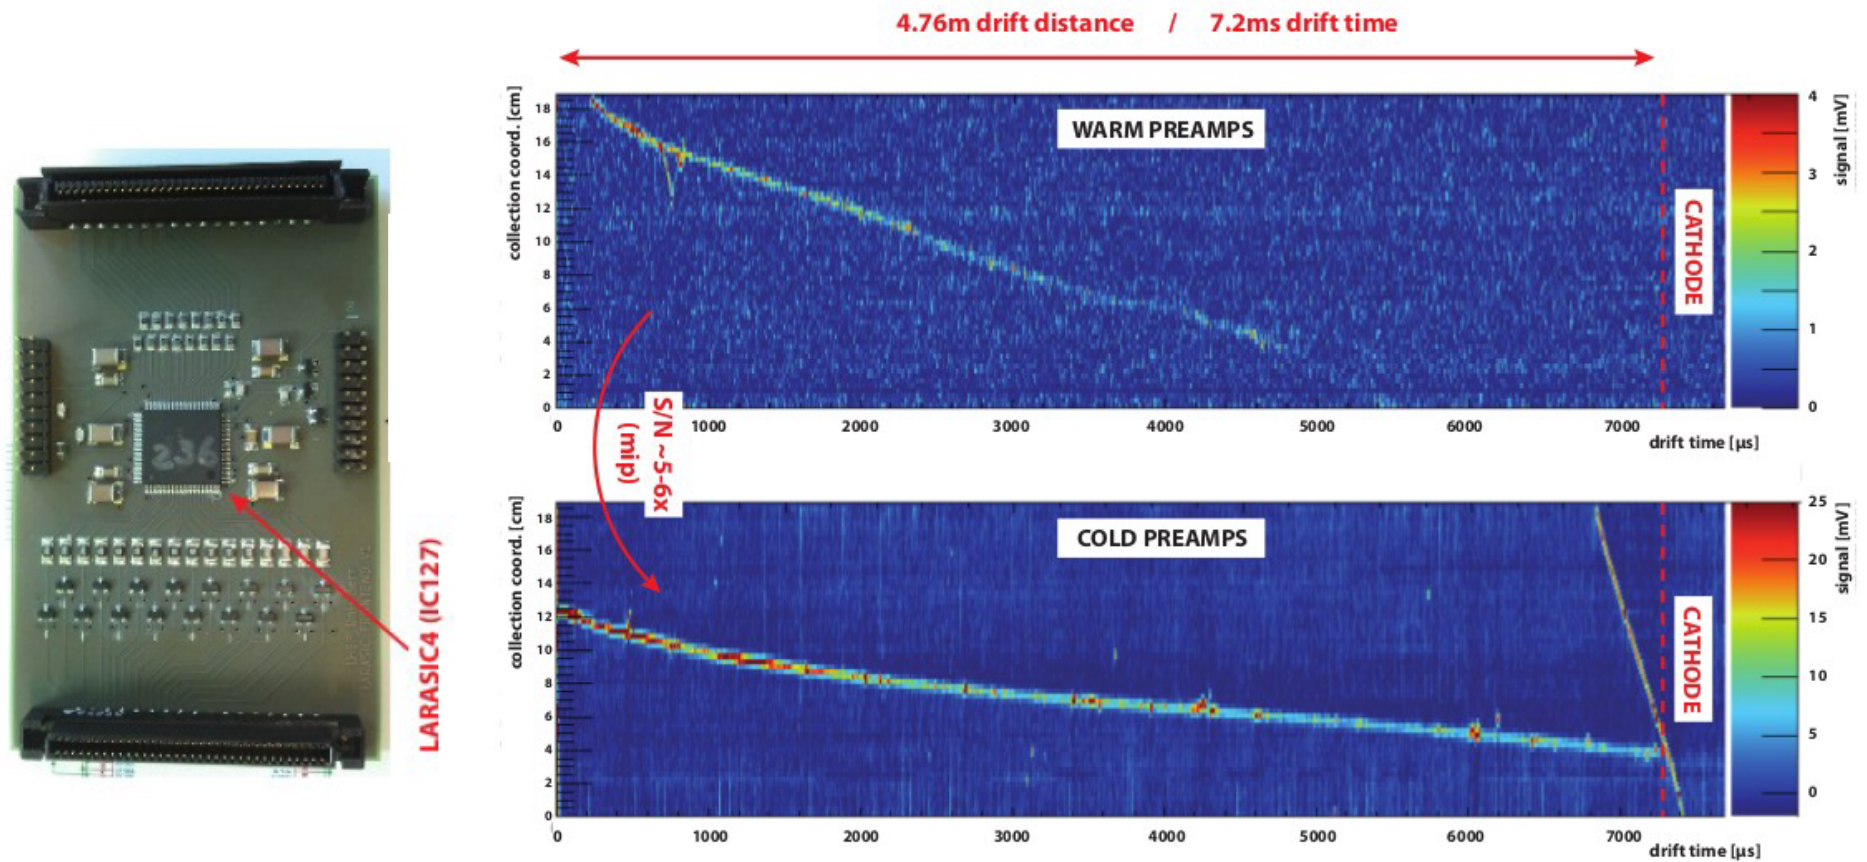 4.76m drift distance / 7.2ms drift time
236
LARASIC4 (IC127)
collection coord. [cm]
18
16
14
12
10
8
6
4
2
0
WARM PREAMPS
CATHODE
4
3
2
1
0
signal [mV]
0 1000 2000 3000 4000 5000 6000 7000
drift time [µs]
S/N ~ 5-6x
(mip)
collection coord. [cm]
18
16
14
12
10
8
6
4
2
0
COLD PREAMPS
CATHODE
25
20
15
10
5
0
signal [mV]
0 1000 2000 3000 4000 5000 6000 7000
drift time [µs]